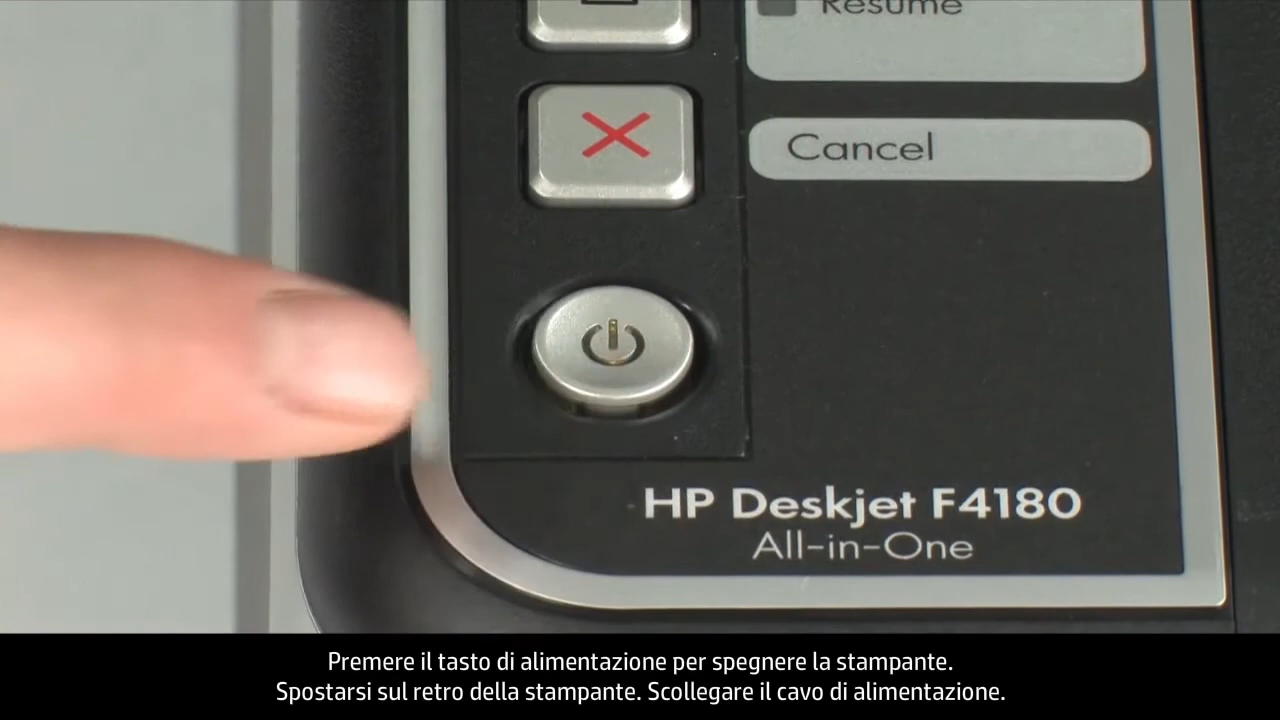 Resume
Cancel
HP Deskjet F4180
All-in-One
Premere il tasto di alimentazione per spegnere la stampante.
Spostarsi sul retro della stampante. Scollegare il cavo di alimentazione.